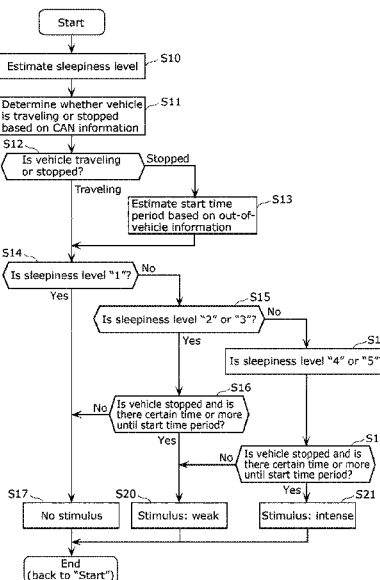 Start
Estimate sleepiness level
S10
Determine whether vehicle
is traveling or stopped
based on CAN information
S11
S12
Is vehicle traveling
or stopped?
Stopped
Traveling
Estimate start time
period based on out-of-
vehicle information
S13
S14
Is sleepiness level "1"?
No
Yes
S15
Is sleepiness level "2" or "3"?
No
Yes
Is sleepiness level "4" or "5"
S16
Is vehicle stopped and is
there certain time or more
until start time period?
No
Yes
Is vehicle stopped and is
there certain time or more
until start time period?
No
Yes
S17
No stimulus
S20
Stimulus: weak
S21
Stimulus: intense
End
(back to "Start")